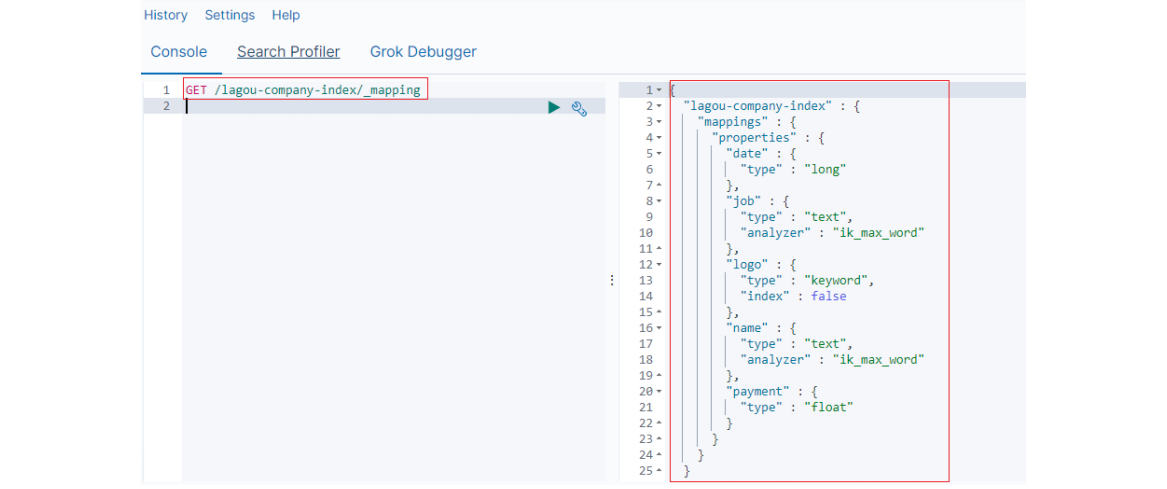 History Settings Help
Console Search Profiler Grok Debugger
1 GET /lagou-company-index/_mapping
2
1 {
2 "lagou-company-index" : {
3 "mappings" : {
4 "properties" : {
5 "date" : {
6 "type" : "long"
7 },
8 "job" : {
9 "type" : "text",
10 "analyzer" : "ik_max_word"
11 },
12 "logo" : {
13 "type" : "keyword",
14 "index" : false
15 },
16 "name" : {
17 "type" : "text",
18 "analyzer" : "ik_max_word"
19 },
20 "payment" : {
21 "type" : "float"
22 }
23 }
24 }
25 }